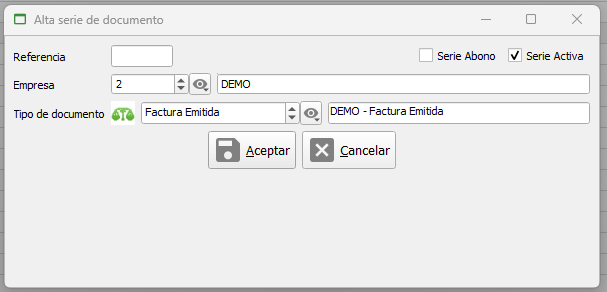 Alta serie de documento
Referencia
Serie Abono
Serie Activa
Empresa
2
DEMO
Tipo de documento
Factura Emitida
DEMO - Factura Emitida
Aceptar
Cancelar